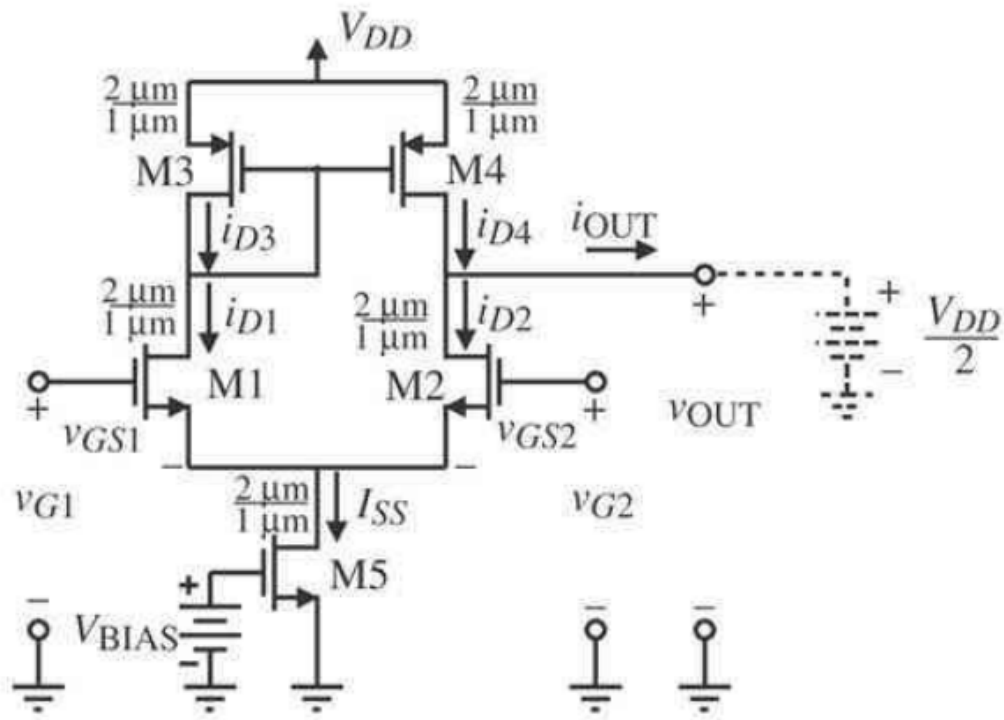 V_DD
2 µm
1 µm
2 µm
1 µm
M3
M4
i_D3
i_D4
i_OUT
2 µm
1 µm
i_D1
2 µm
1 µm
i_D2
+
+
V_DD
2
−
M1
M2
+
+
v_GS1
v_GS2
v_OUT
−
−
2 µm
1 µm
I_SS
v_G1
v_G2
M5
+
V_BIAS
−
−
−
−